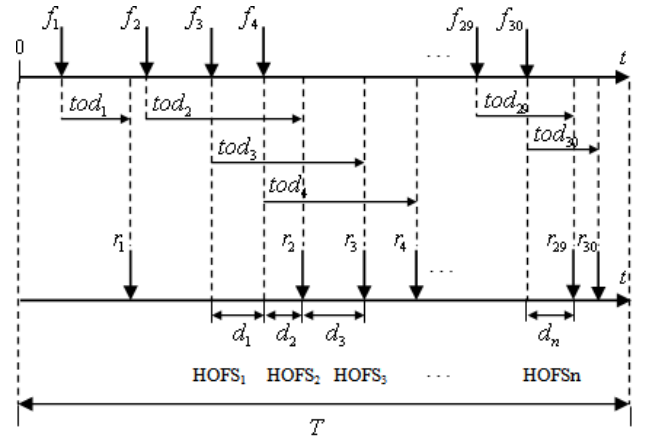 f₁ f₂ f₃ f₄ f₂₉ f₃₀
0 ... t
tod₁ tod₂ tod₂₉
tod₃ tod₃₀
tod₄
r₁ r₂ r₃ r₄ r₂₉ r₃₀
... t
d₁ d₂ d₃ dₙ
HOFS₁ HOFS₂ HOFS₃ ... HOFSn
T